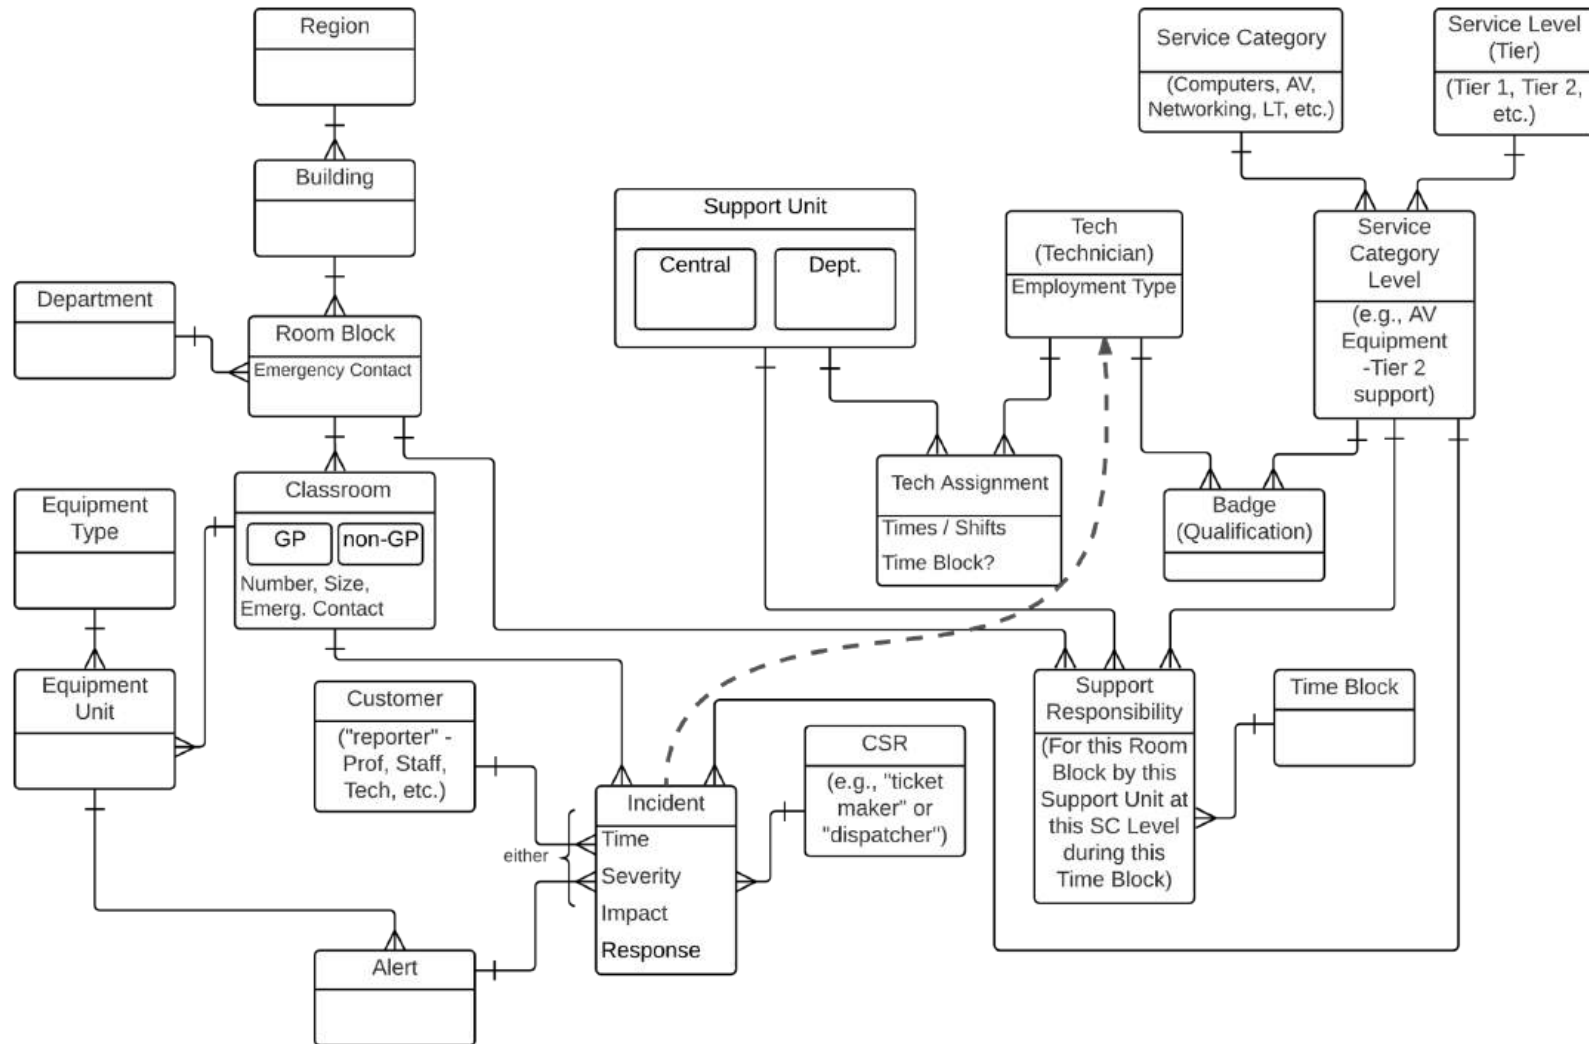 Region
Service Category
(Computers, AV,
Networking, LT, etc.)
Service Level
(Tier)
(Tier 1, Tier 2,
etc.)
Building
Support Unit
Central
Dept.
Tech
(Technician)
Employment Type
Service
Category
Level
(e.g., AV
Equipment
-Tier 2
support)
Department
Room Block
Emergency Contact
Equipment
Type
Classroom
GP
non-GP
Number, Size,
Emerg. Contact
Tech Assignment
Times / Shifts
Time Block?
Badge
(Qualification)
Equipment
Unit
Customer
("reporter" -
Prof, Staff,
Tech, etc.)
either
Incident
Time
Severity
Impact
Response
CSR
(e.g., "ticket
maker" or
"dispatcher")
Support
Responsibility
(For this Room
Block by this
Support Unit at
this SC Level
during this
Time Block)
Time Block
Alert